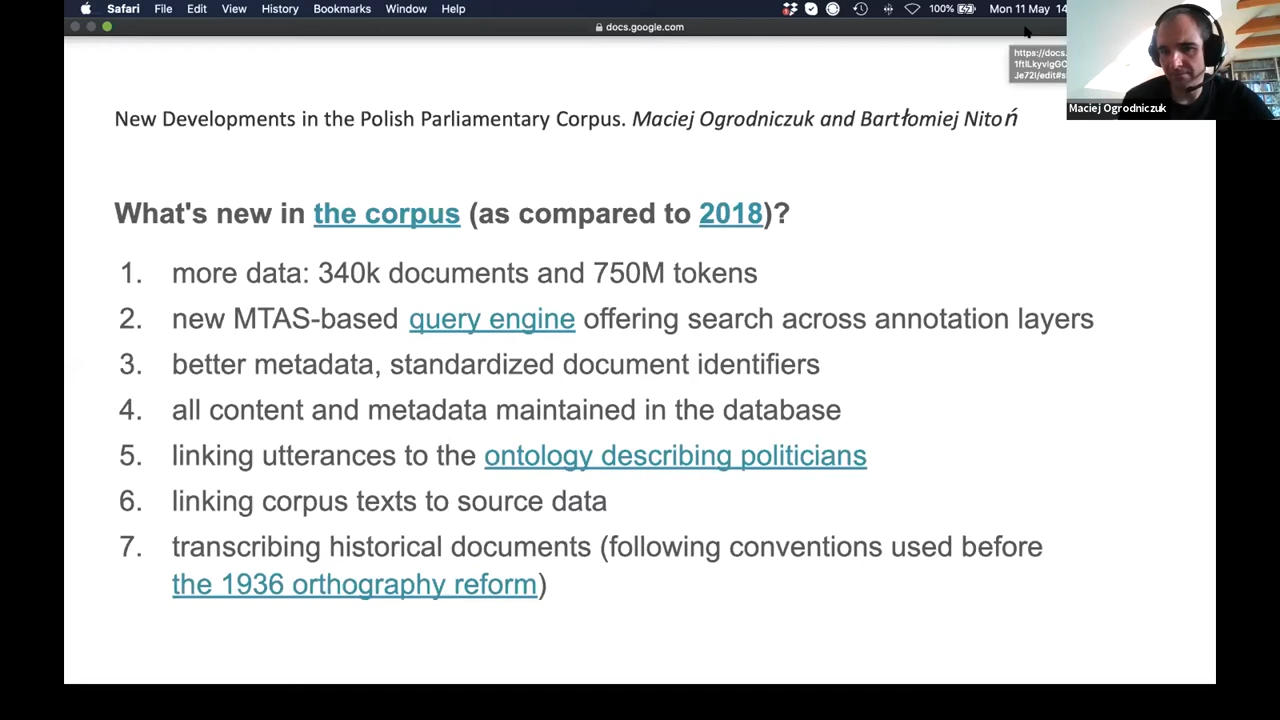 Safari File Edit View History Bookmarks Window Help 100% Mon 11 May 14
docs.google.com
https://docs.
Je72I/edit#s
Maciej Ogrodniczuk
New Developments in the Polish Parliamentary Corpus. Maciej Ogrodniczuk and Bartłomiej Nitoń
What's new in the corpus (as compared to 2018)?
1. more data: 340k documents and 750M tokens
2. new MTAS-based query engine offering search across annotation layers
3. better metadata, standardized document identifiers
4. all content and metadata maintained in the database
5. linking utterances to the ontology describing politicians
6. linking corpus texts to source data
7. transcribing historical documents (following conventions used before
the 1936 orthography reform)